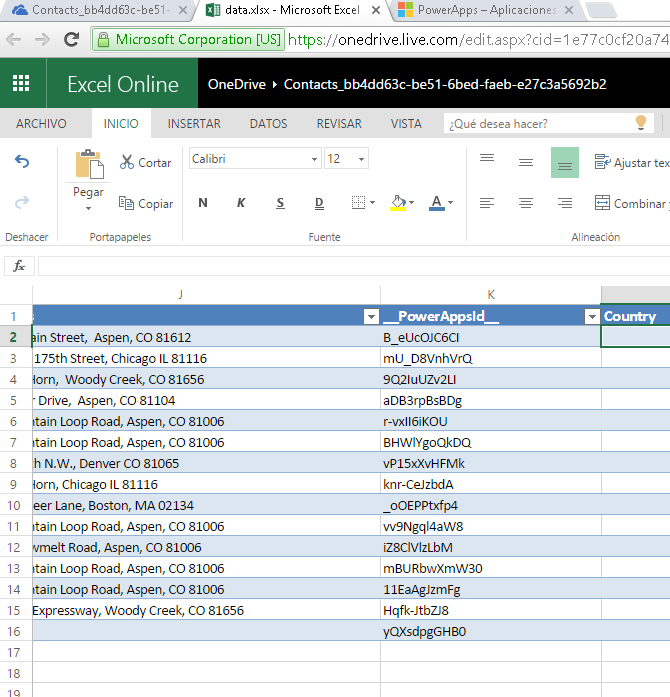 Contacts_bb4dd63c-be51-
data.xlsx - Microsoft Excel
PowerApps – Aplicaciones
Microsoft Corporation [US] https://onedrive.live.com/edit.aspx?cid=1e77c0cf20a74
Excel Online OneDrive Contacts_bb4dd63c-be51-6bed-faeb-e27c3a5692b2
ARCHIVO INICIO INSERTAR DATOS REVISAR VISTA ¿Qué desea hacer?
Pegar Cortar Calibri 12 Ajustar tex
Copiar N K S D A Combinar y
Deshacer Portapapeles Fuente Alineación
fx
J K
1 __PowerAppsId__ Country
2 ain Street, Aspen, CO 81612 B_eUcOJC6CI
3 175th Street, Chicago IL 81116 mU_D8VnhVrQ
4 Horn, Woody Creek, CO 81656 9Q2IuUZv2LI
5 r Drive, Aspen, CO 81104 aDB3rpBsBDg
6 ntain Loop Road, Aspen, CO 81006 r-vxII6iKOU
7 ntain Loop Road, Aspen, CO 81006 BHWlYgoQkDQ
8 th N.W., Denver CO 81065 vP15xXvHFMk
9 Horn, Chicago IL 81116 knr-CeJzbdA
10 eer Lane, Boston, MA 02134 _oOEPPtxfp4
11 ntain Loop Road, Aspen, CO 81006 vv9Ngql4aW8
12 wmelt Road, Aspen, CO 81006 iZ8ClVlzLbM
13 ntain Loop Road, Aspen, CO 81006 mBURbwXmW30
14 ntain Loop Road, Aspen, CO 81006 11EaAgJzmFg
15 Expressway, Woody Creek, CO 81656 Hqfk-JtbZJ8
16 yQXsdpgGHB0
17
18
19